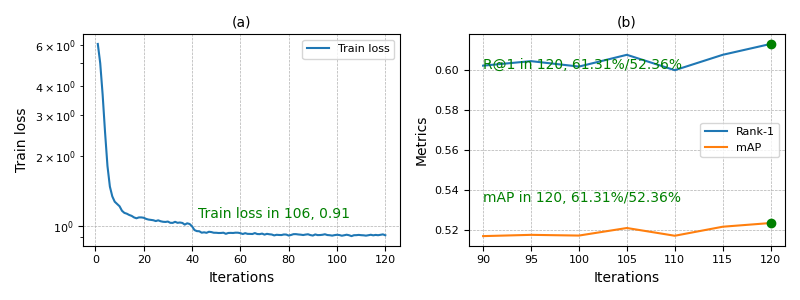 (a)
Train loss
6 × 10⁰
4 × 10⁰
3 × 10⁰
2 × 10⁰
10⁰
Train loss
Train loss in 106, 0.91
0 20 40 60 80 100 120
Iterations
(b)
Metrics
0.60
0.58
0.56
0.54
0.52
R@1 in 120, 61.31%/52.36%
Rank-1
mAP
mAP in 120, 61.31%/52.36%
90 95 100 105 110 115 120
Iterations